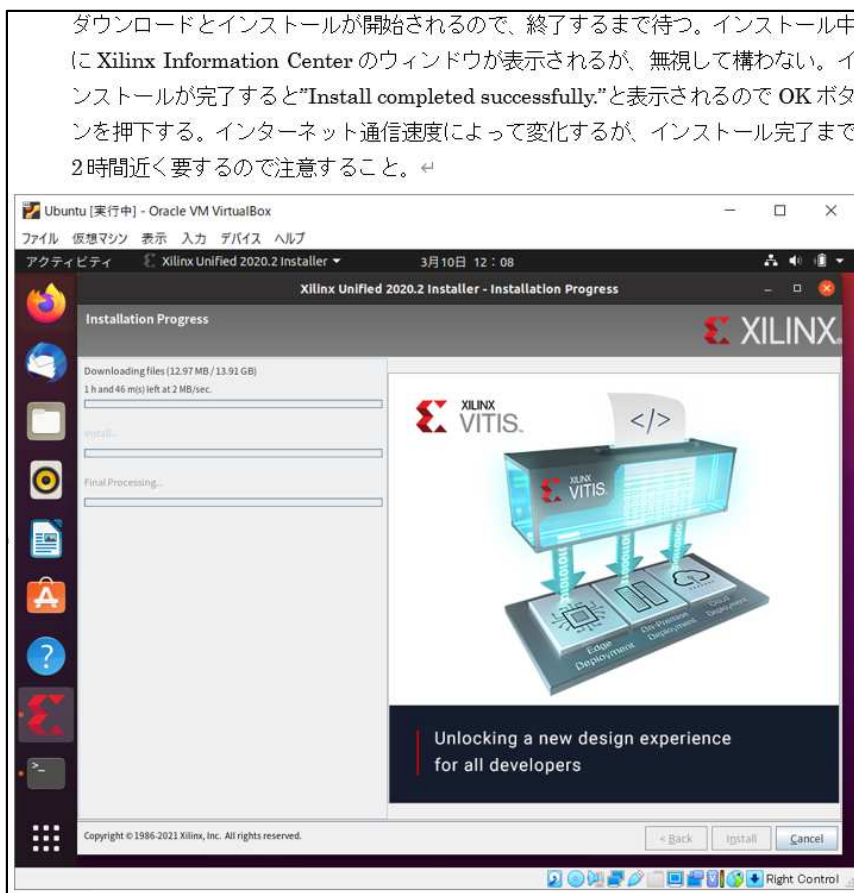 ダウンロードとインストールが開始されるので、終了するまで待つ。インストール中
に Xilinx Information Center のウィンドウが表示されるが、無視して構わない。イ
ンストールが完了すると”Install completed successfully.”と表示されるので OK ボタ
ンを押下する。インターネット通信速度によって変化するが、インストール完了まで
2 時間近く要するので注意すること。↵
Ubuntu [実行中] - Oracle VM VirtualBox
ファイル 仮想マシン 表示 入力 デバイス ヘルプ
アクティビティ Xilinx Unified 2020.2 Installer ▾ 3月10日 12：08
Xilinx Unified 2020.2 Installer - Installation Progress
Installation Progress
XILINX.
Downloading files (12.97 MB / 13.91 GB)
1 h and 46 m(s) left at 2 MB/sec.
Install...
Final Processing...
XILINX
VITIS.
</>
XILINX
VITIS.
Edge
Deployment
On-Premise
Deployment
Cloud
Deployment
Unlocking a new design experience
for all developers
Copyright © 1986-2021 Xilinx, Inc. All rights reserved.
< Back Install Cancel
Right Control